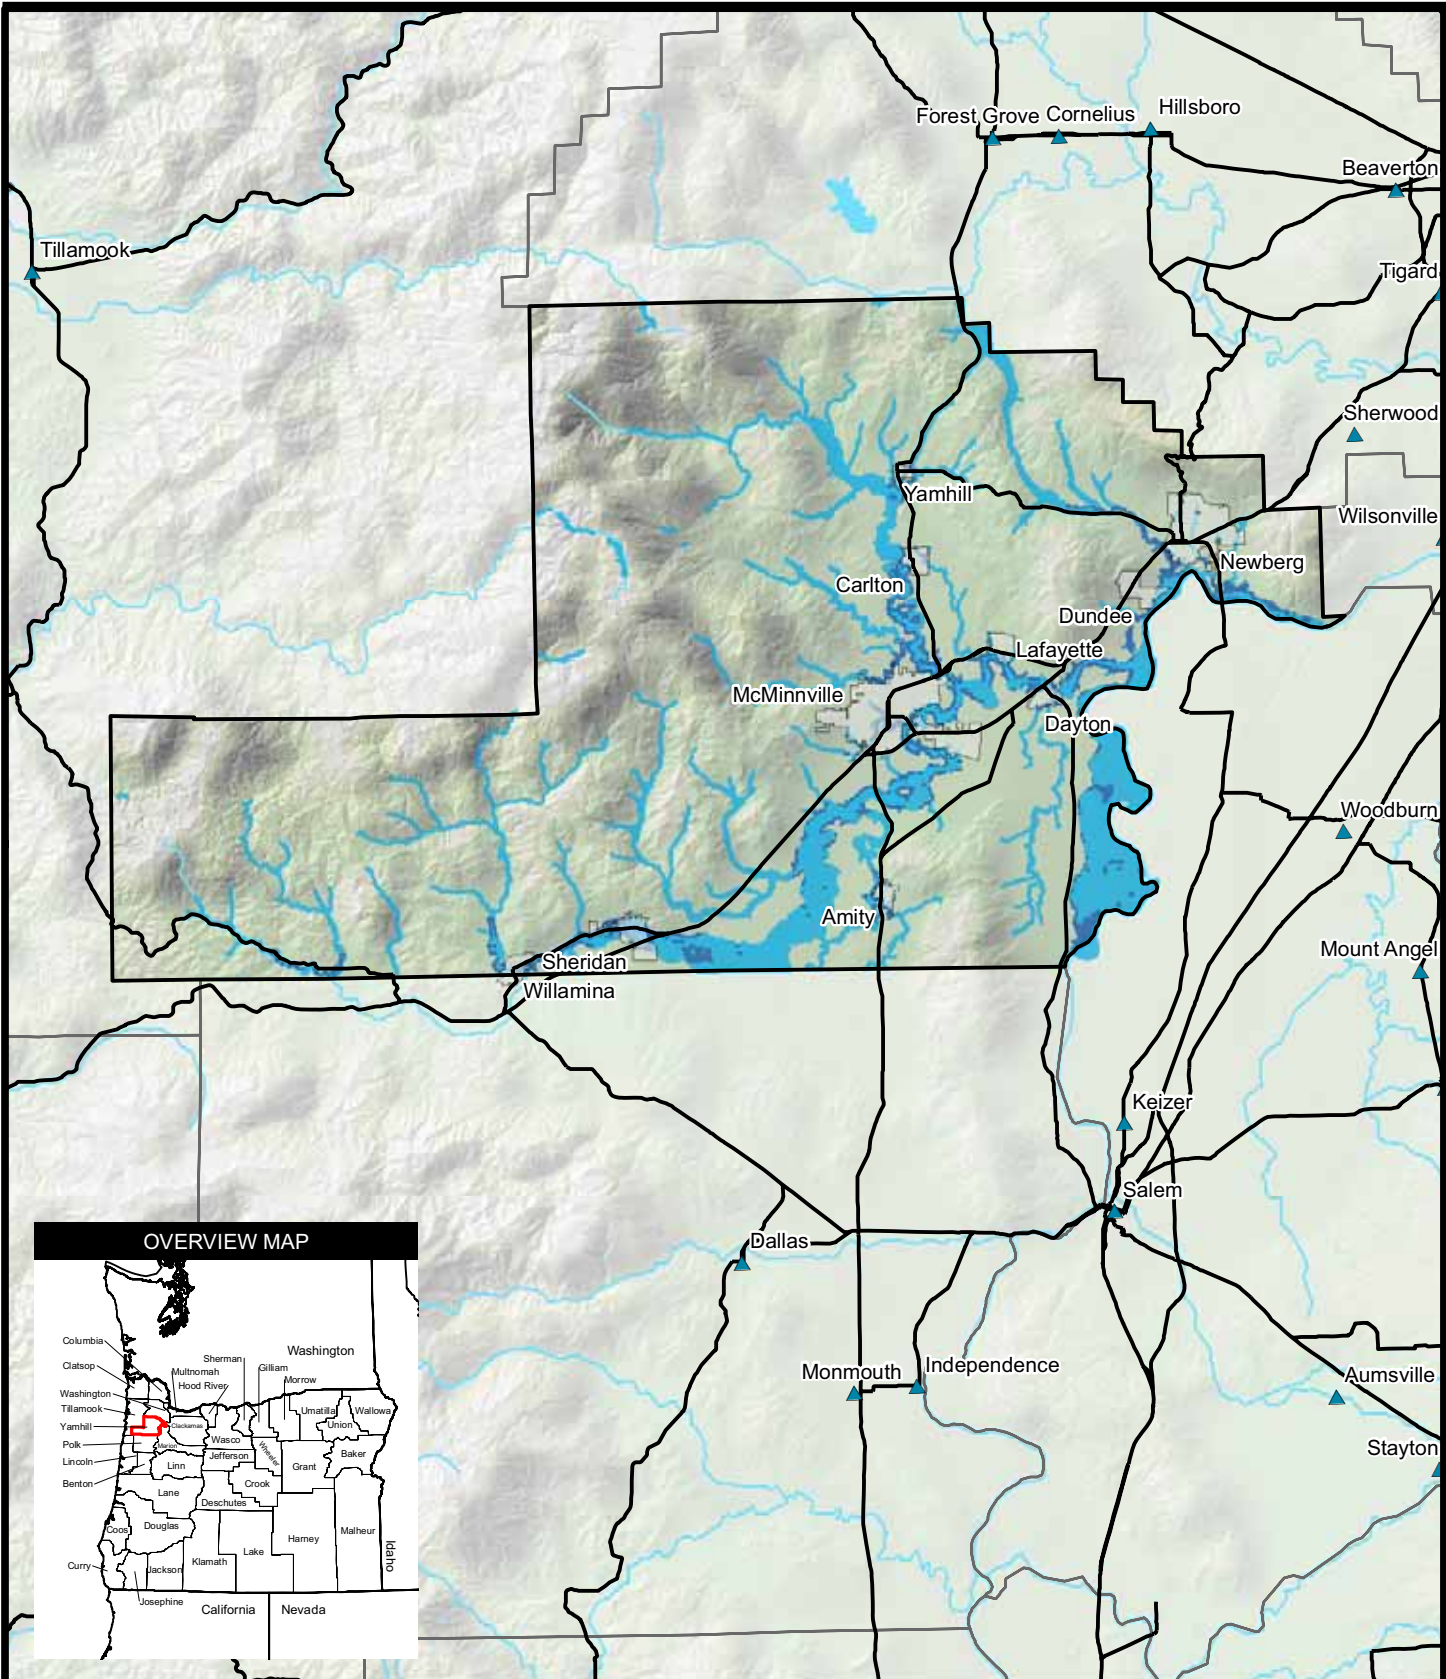 Forest Grove
Cornelius
Hillsboro
Beaverton
Tillamook
Tigard
Sherwood
Yamhill
Wilsonville
Newberg
Carlton
Dundee
Lafayette
McMinnville
Dayton
Woodburn
Amity
Mount Angel
Sheridan
Willamina
Keizer
Salem
Dallas
Monmouth
Independence
Aumsville
Stayton
OVERVIEW MAP
Columbia
Washington
Sherman
Clatsop
Multnomah
Gilliam
Hood River
Morrow
Washington
Tillamook
Umatilla
Wallowa
Yamhill
Clackamas
Union
Polk
Marion
Wasco
Wheeler
Baker
Lincoln
Jefferson
Linn
Grant
Benton
Crook
Lane
Deschutes
Coos
Douglas
Harney
Malheur
Lake
Idaho
Curry
Jackson
Klamath
Josephine
California
Nevada